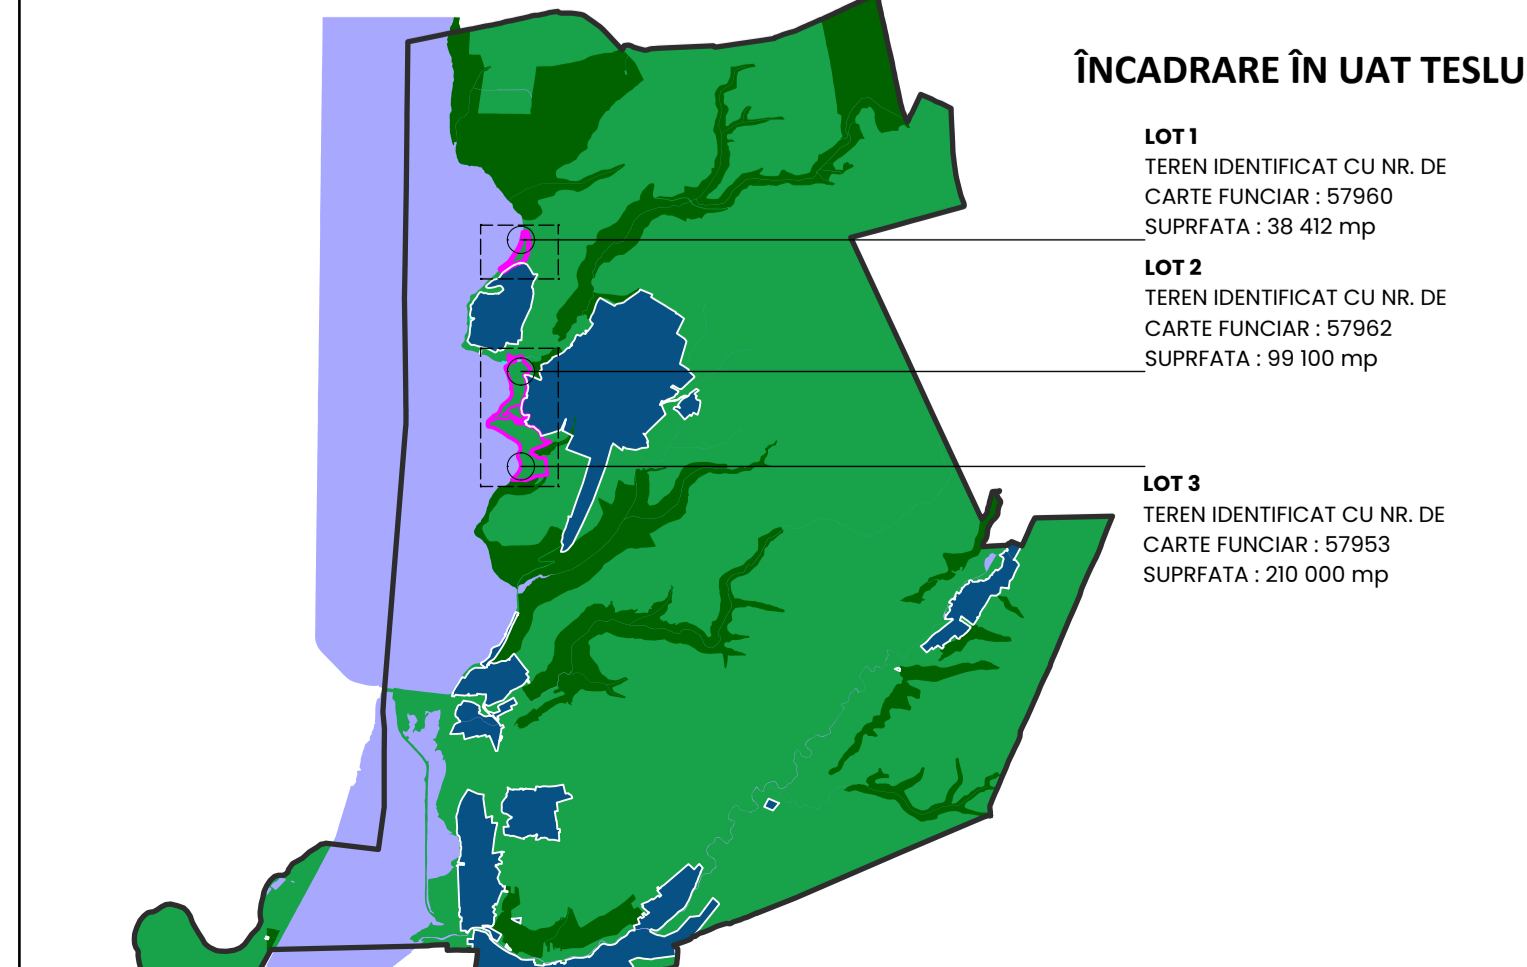 ÎNCADRARE ÎN UAT TESLU
LOT 1
TEREN IDENTIFICAT CU NR. DE
CARTE FUNCIAR : 57960
SUPRFATA : 38 412 mp
LOT 2
TEREN IDENTIFICAT CU NR. DE
CARTE FUNCIAR : 57962
SUPRFATA : 99 100 mp
LOT 3
TEREN IDENTIFICAT CU NR. DE
CARTE FUNCIAR : 57953
SUPRFATA : 210 000 mp